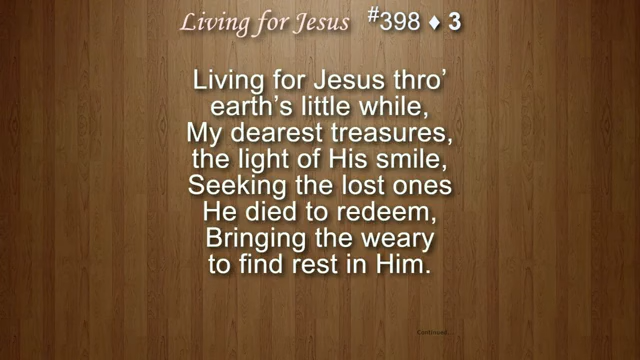 Living for Jesus #398 ♦ 3
Living for Jesus thro’
earth’s little while,
My dearest treasures,
the light of His smile,
Seeking the lost ones
He died to redeem,
Bringing the weary
to find rest in Him.
Continued...